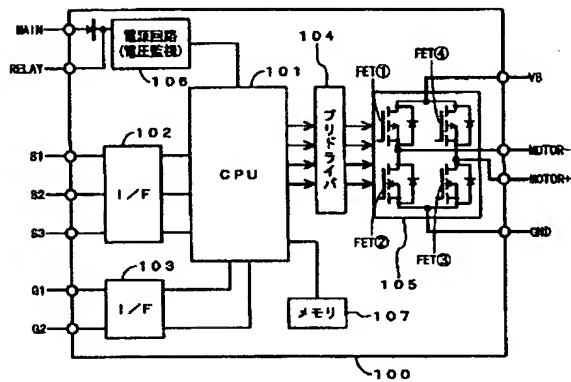 MAIN
RELAY
電源回路
(電圧監視)
106
101
104
FET①
FET④
VB
S1
S2
S3
102
I/F
CPU
プリドライバ
MOTOR-
MOTOR+
GND
FET②
FET③
105
G1
G2
103
I/F
メモリ
107
100